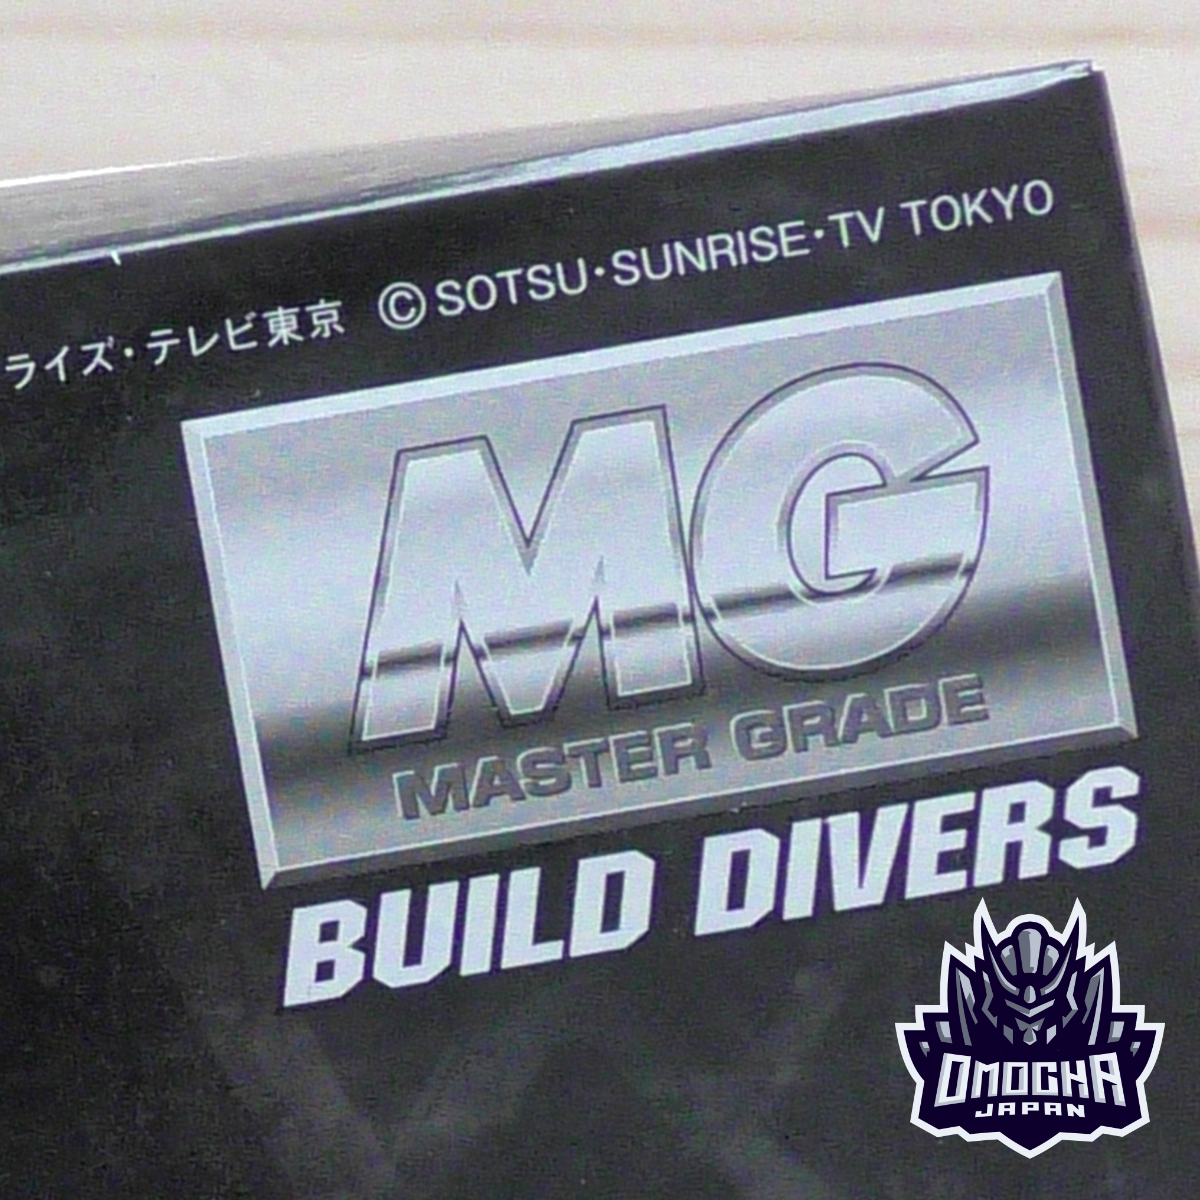 ライズ・テレビ東京 ©SOTSU・SUNRISE・TV TOKYO
MG
MASTER GRADE
BUILD DIVERS
OMOCHA
JAPAN